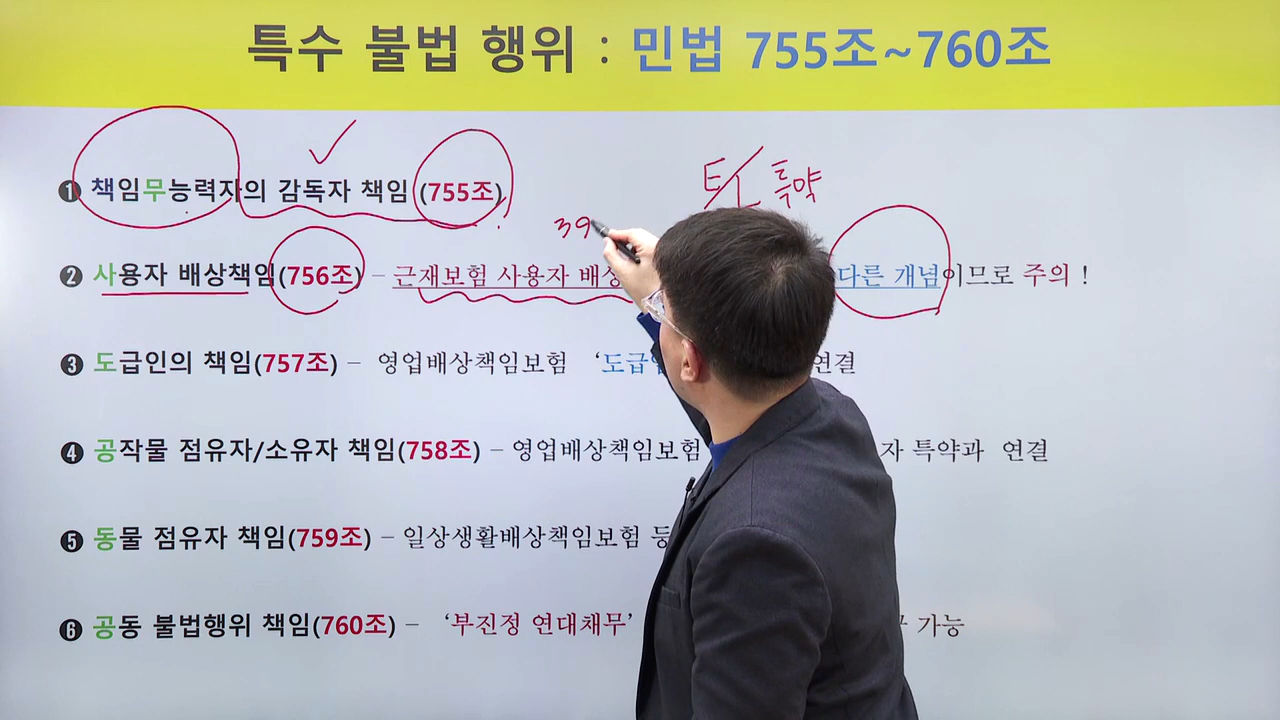 특수 불법 행위 : 민법 755조~760조
❶ 책임무능력자의 감독자 책임 (755조)
특약
39
❷ 사용자 배상책임(756조) – 근재보험 사용자 배상 다른 개념이므로 주의 !
❸ 도급인의 책임(757조) – 영업배상책임보험 ‘도급 연결
❹ 공작물 점유자/소유자 책임(758조) – 영업배상책임보험 자 특약과 연결
❺ 동물 점유자 책임(759조) – 일상생활배상책임보험 등
❻ 공동 불법행위 책임(760조) – ‘부진정 연대채무’ 가능